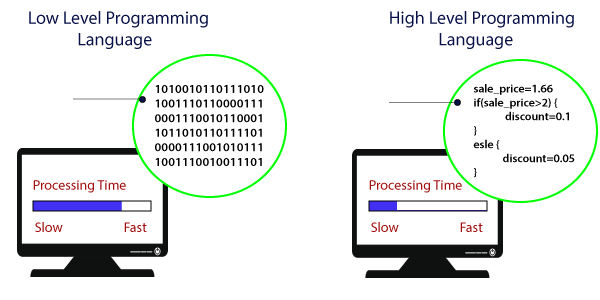 Low Level Programming
Language
1010010110111010
1001110110000111
0001110010110001
1011010110111101
0000111001010111
1001110010011101
Processing Time
Slow Fast
High Level Programming
Language
sale_price=1.66
if(sale_price>2) {
discount=0.1
}
esle {
discount=0.05
}
Processing Time
Slow Fast